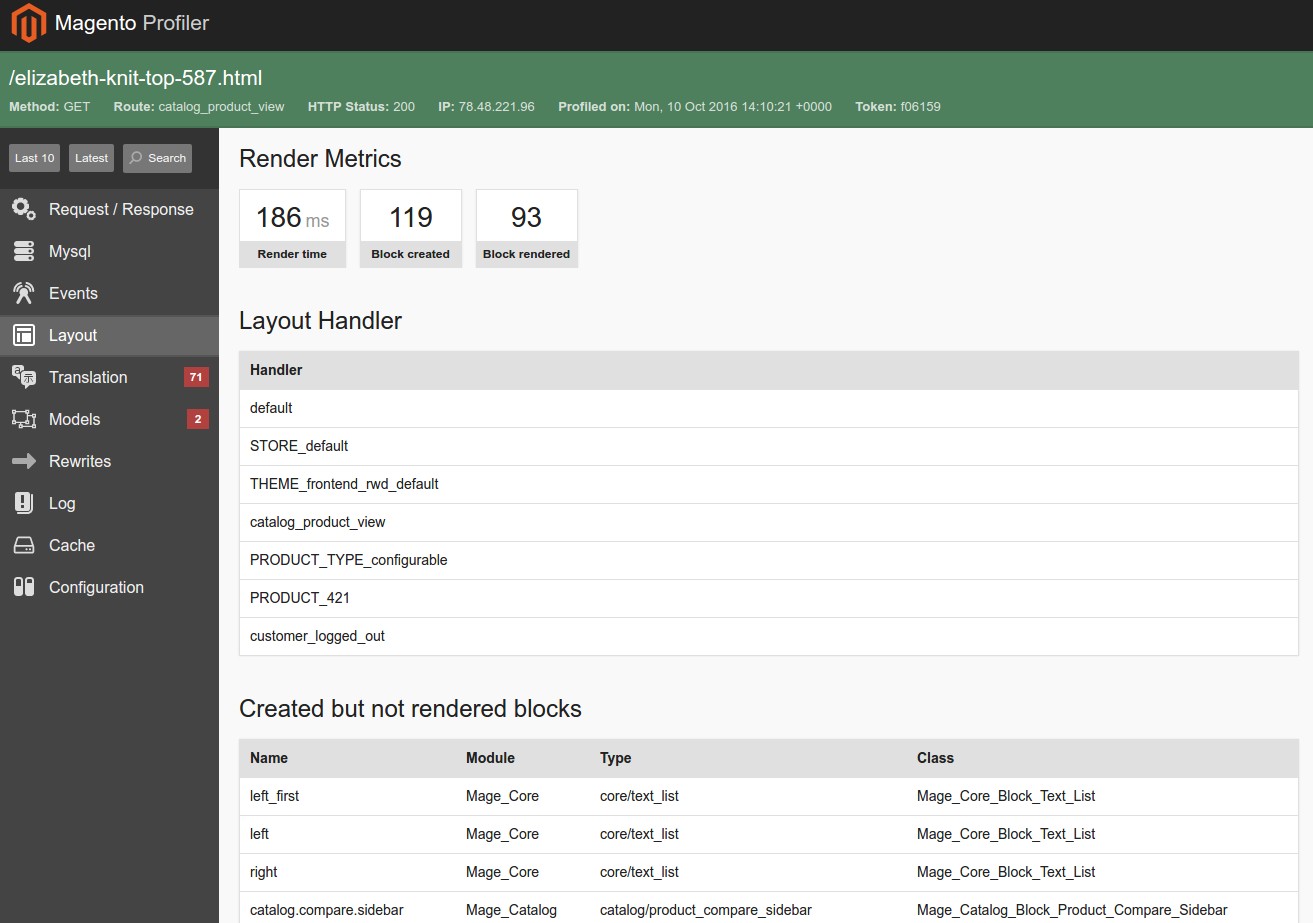 Magento Profiler
/elizabeth-knit-top-587.html
Method: GET Route: catalog_product_view HTTP Status: 200 IP: 78.48.221.96 Profiled on: Mon, 10 Oct 2016 14:10:21 +0000 Token: f06159
Last 10 Latest Search
Request / Response
Mysql
Events
Layout
Translation 71
Models 2
Rewrites
Log
Cache
Configuration
Render Metrics
186 ms 119 93
Render time Block created Block rendered
Layout Handler
Handler
default
STORE_default
THEME_frontend_rwd_default
catalog_product_view
PRODUCT_TYPE_configurable
PRODUCT_421
customer_logged_out
Created but not rendered blocks
Name Module Type Class
left_first Mage_Core core/text_list Mage_Core_Block_Text_List
left Mage_Core core/text_list Mage_Core_Block_Text_List
right Mage_Core core/text_list Mage_Core_Block_Text_List
catalog.compare.sidebar Mage_Catalog catalog/product_compare_sidebar Mage_Catalog_Block_Product_Compare_Sidebar